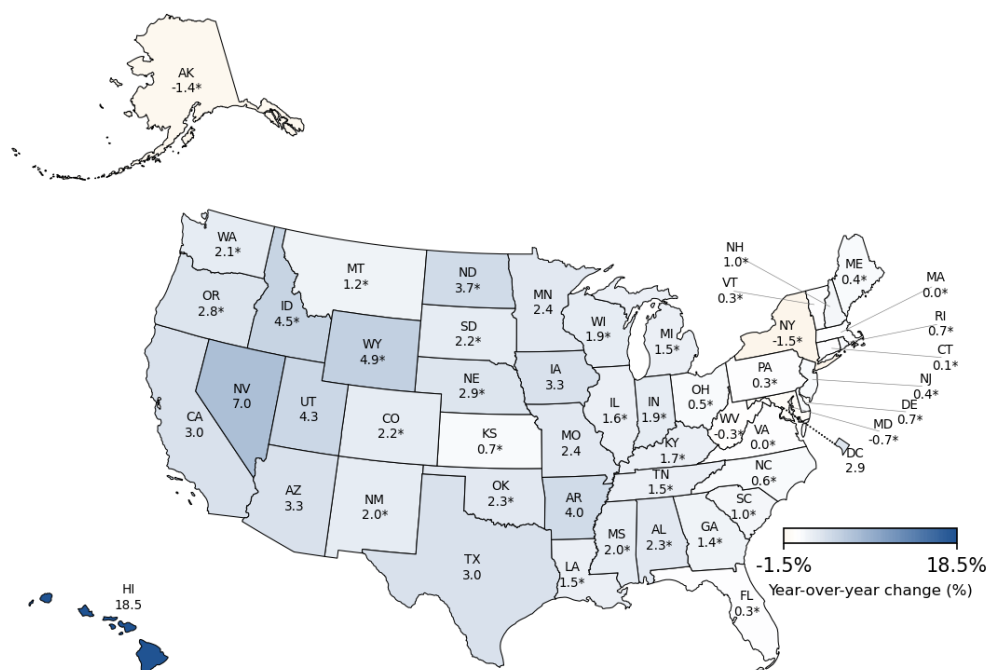 AK
-1.4*
WA
2.1*
MT
1.2*
ND
3.7*
MN
2.4
NH
1.0*
VT
0.3*
ME
0.4*
MA
0.0*
RI
0.7*
CT
0.1*
NJ
0.4*
DE
0.7*
MD
-0.7*
DC
2.9
OR
2.8*
ID
4.5*
WY
4.9*
SD
2.2*
WI
1.9*
MI
1.5*
NY
-1.5*
PA
0.3*
NV
7.0
UT
4.3
CO
2.2*
NE
2.9*
IA
3.3
IL
1.6*
IN
1.9*
OH
0.5*
WV
-0.3*
VA
0.0*
CA
3.0
KS
0.7*
MO
2.4
KY
1.7*
TN
1.5*
NC
0.6*
SC
1.0*
AZ
3.3
NM
2.0*
OK
2.3*
AR
4.0
MS
2.0*
AL
2.3*
GA
1.4*
TX
3.0
LA
1.5*
FL
0.3*
HI
18.5
-1.5%
18.5%
Year-over-year change (%)